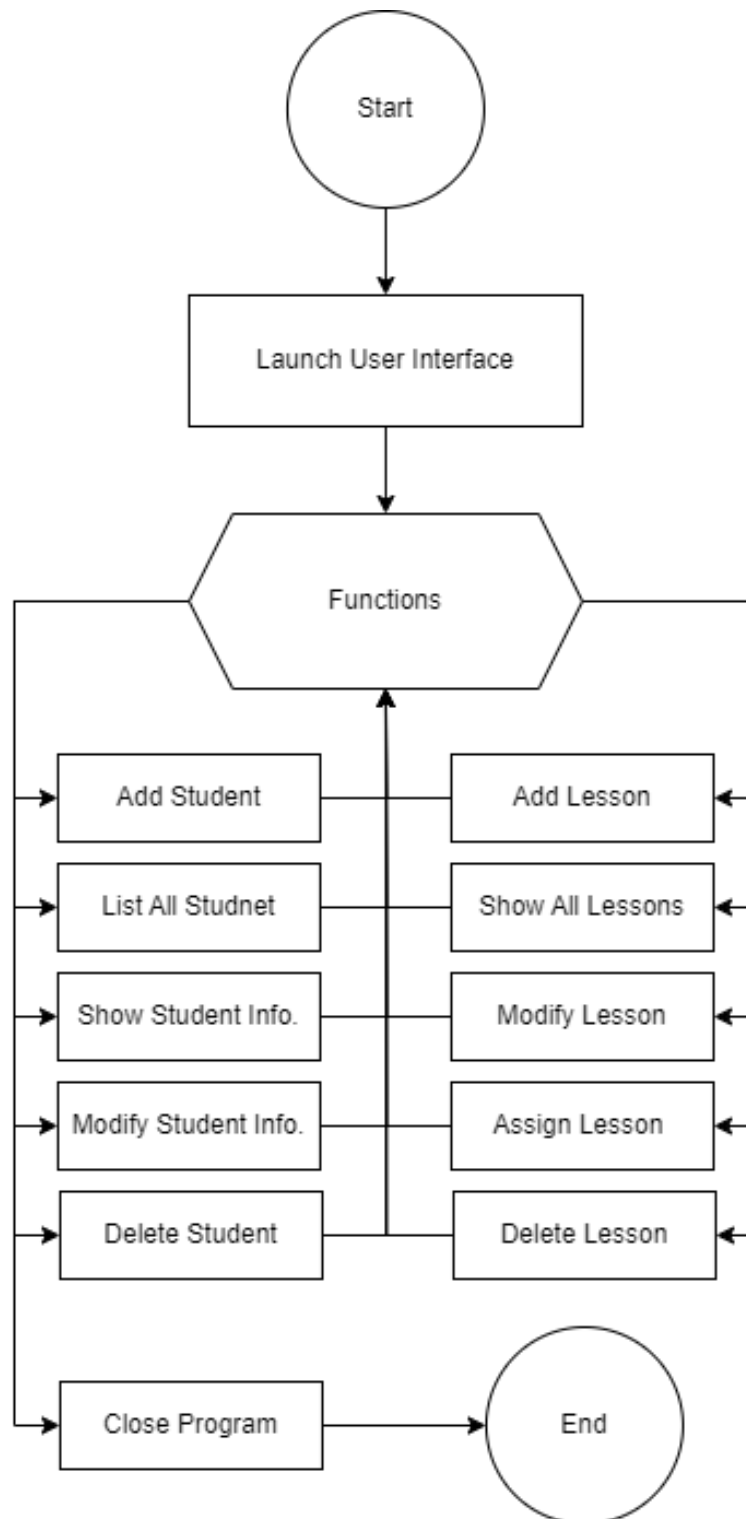 Start
Launch User Interface
Functions
Add Student
Add Lesson
List All Studnet
Show All Lessons
Show Student Info.
Modify Lesson
Modify Student Info.
Assign Lesson
Delete Student
Delete Lesson
Close Program
End